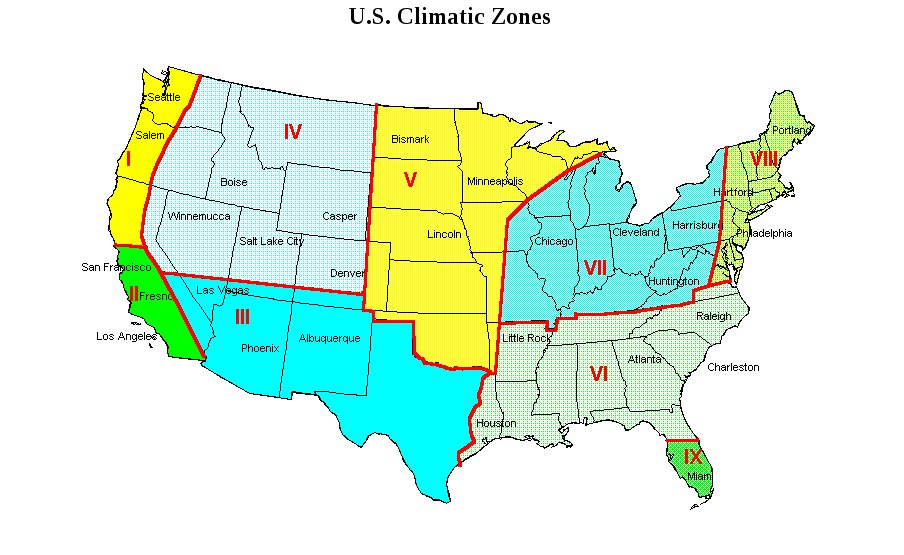 U.S. Climatic Zones
Seattle
Salem
I
IV
Bismark
V
Minneapolis
Portland
VIII
Hartford
Boise
Winnemucca
Casper
Salt Lake City
Lincoln
Chicago
Cleveland
Harrisburg
Philadelphia
San Francisco
Denver
VII
Huntington
II
Fresno
Las Vegas
III
Los Angeles
Phoenix
Albuquerque
Little Rock
Raleigh
Atlanta
VI
Charleston
Houston
IX
Miami